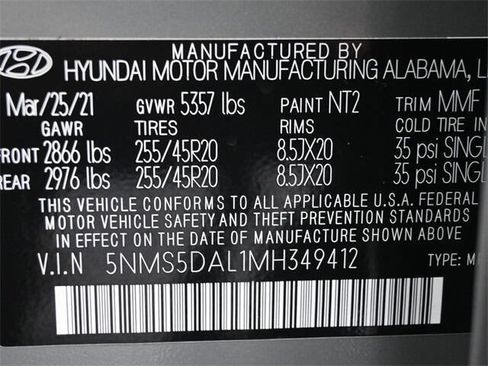 MANUFACTURED BY
HYUNDAI MOTOR MANUFACTURING ALABAMA,
Mar/25/21 GVWR 5357 lbs PAINT NT2 TRIM MMF
GAWR TIRES RIMS COLD TIRE
FRONT 2866 lbs 255/45R20 8.5JX20 35 psi SINGL
REAR 2976 lbs 255/45R20 8.5JX20 35 psi SINGL
THIS VEHICLE CONFORMS TO ALL APPLICABLE U.S.A. FEDERAL
MOTOR VEHICLE SAFETY AND THEFT PREVENTION STANDARDS
IN EFFECT ON THE DATE OF MANUFACTURE SHOWN ABOVE.
V.I.N 5NMS5DAL1MH349412 TYPE: